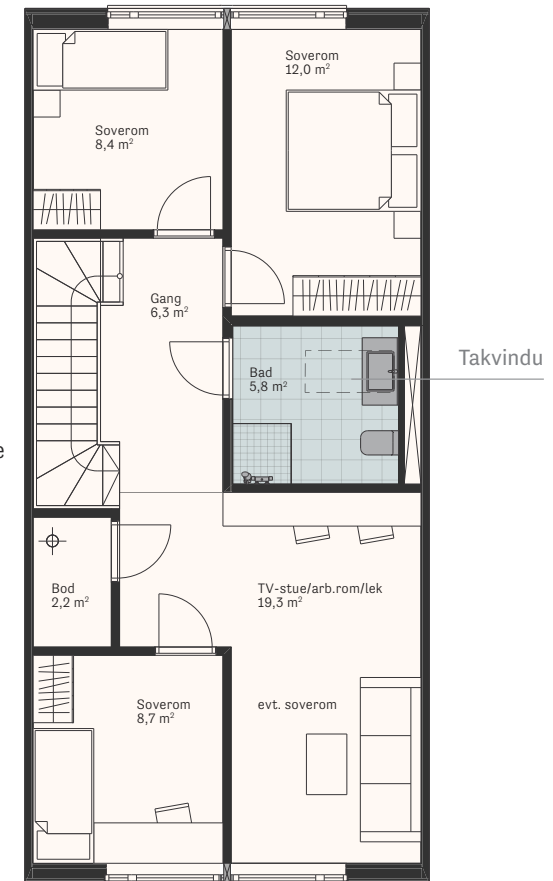 Soverom
12,0 m²
Soverom
8,4 m²
Gang
6,3 m²
Takvindu
Bad
5,8 m²
e
Bod
2,2 m²
TV-stue/arb.rom/lek
19,3 m²
Soverom
8,7 m²
evt. soverom